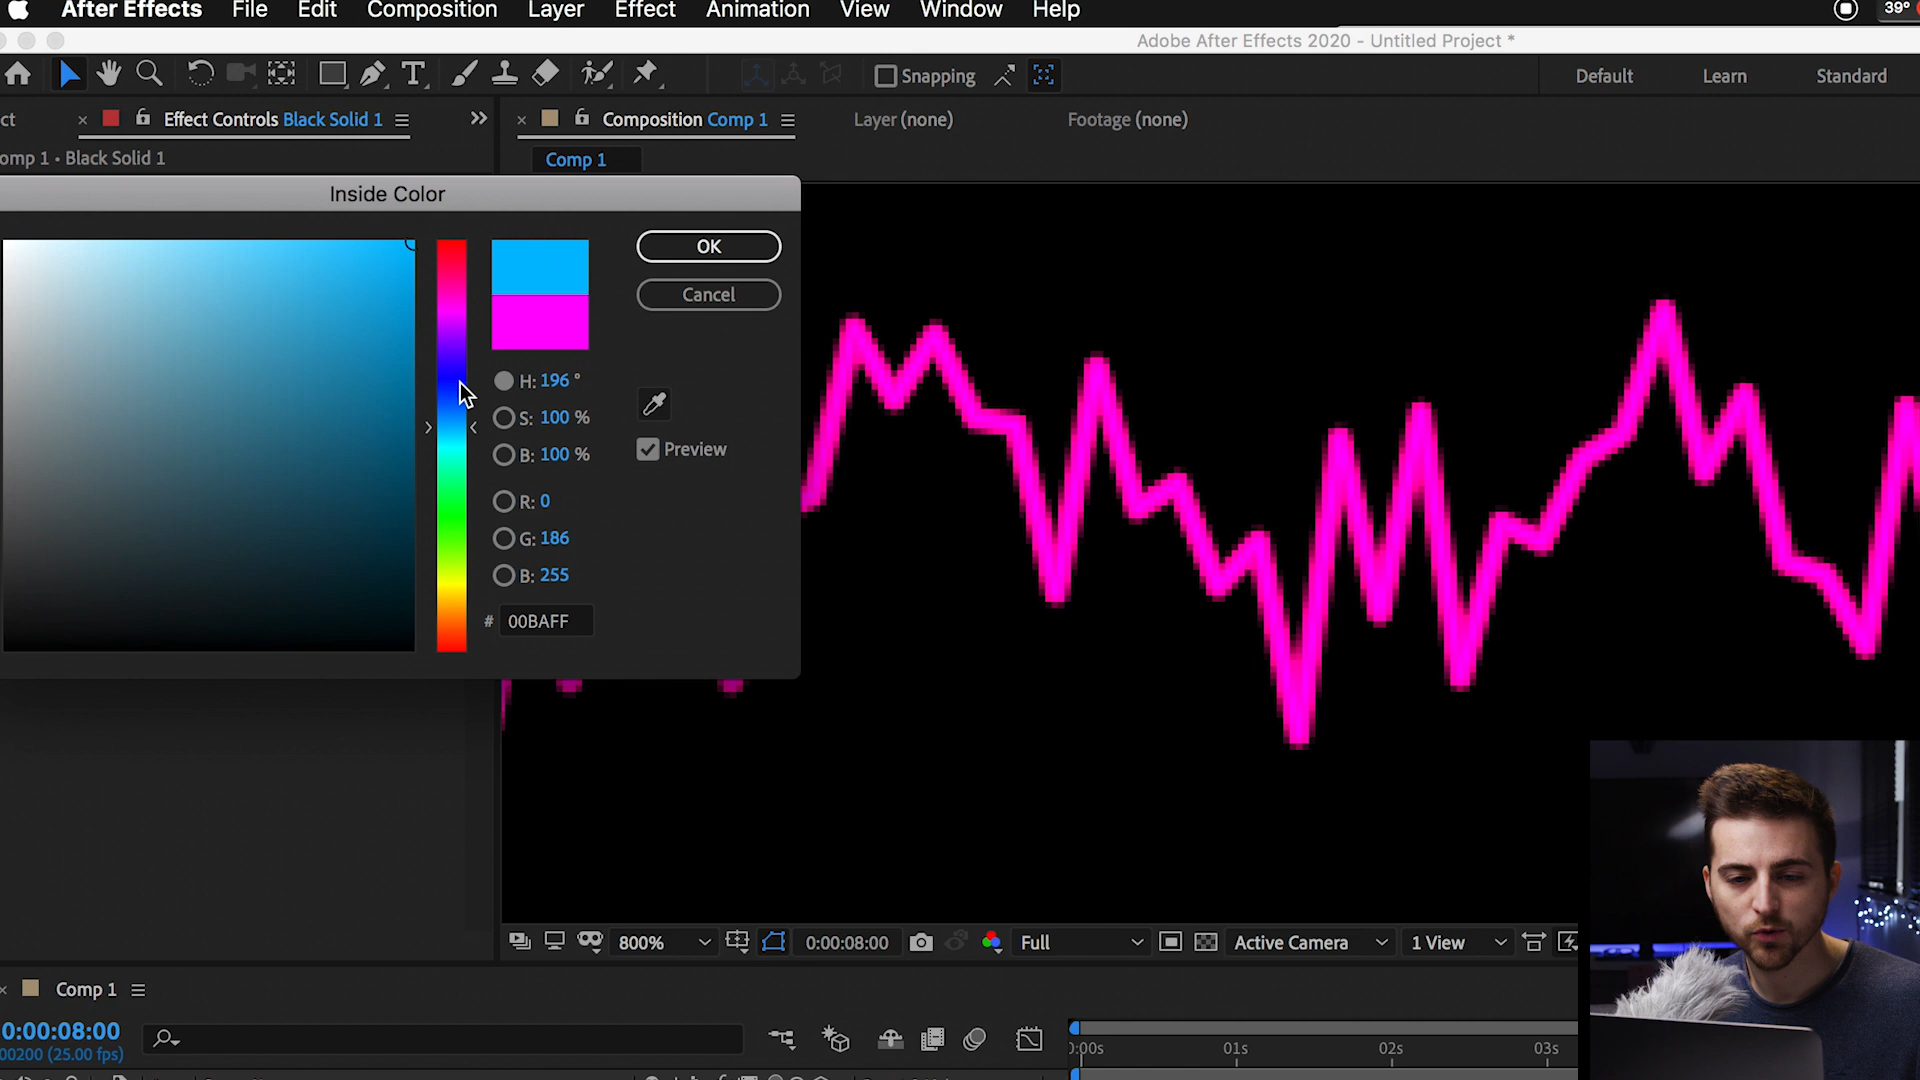 After Effects File Edit Composition Layer Effect Animation View Window Help 39°
Adobe After Effects 2020 - Untitled Project *
Snapping Default Learn Standard
ct Effect Controls Black Solid 1 Composition Comp 1 Layer (none) Footage (none)
omp 1 • Black Solid 1
Comp 1
Inside Color
OK
Cancel
H: 196 °
S: 100 %
B: 100 %
Preview
R: 0
G: 186
B: 255
# 00BAFF
800% 0:00:08:00 Full Active Camera 1 View
Comp 1
0:00:08:00
00200 (25.00 fps)
0:00s 01s 02s 03s